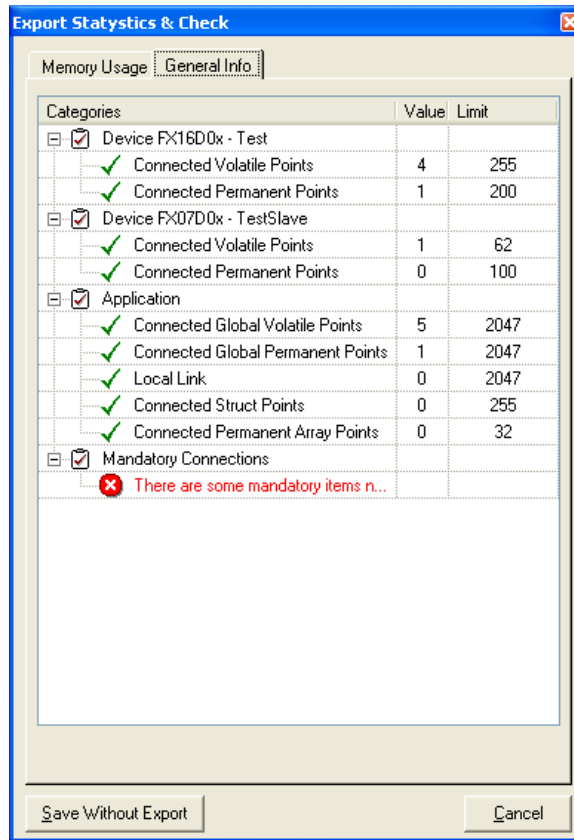 Export Statystics & Check
Memory Usage General Info
Categories Value Limit
Device FX16D0x - Test
Connected Volatile Points 4 255
Connected Permanent Points 1 200
Device FX07D0x - TestSlave
Connected Volatile Points 1 62
Connected Permanent Points 0 100
Application
Connected Global Volatile Points 5 2047
Connected Global Permanent Points 1 2047
Local Link 0 2047
Connected Struct Points 0 255
Connected Permanent Array Points 0 32
Mandatory Connections
There are some mandatory items n...
Save Without Export Cancel